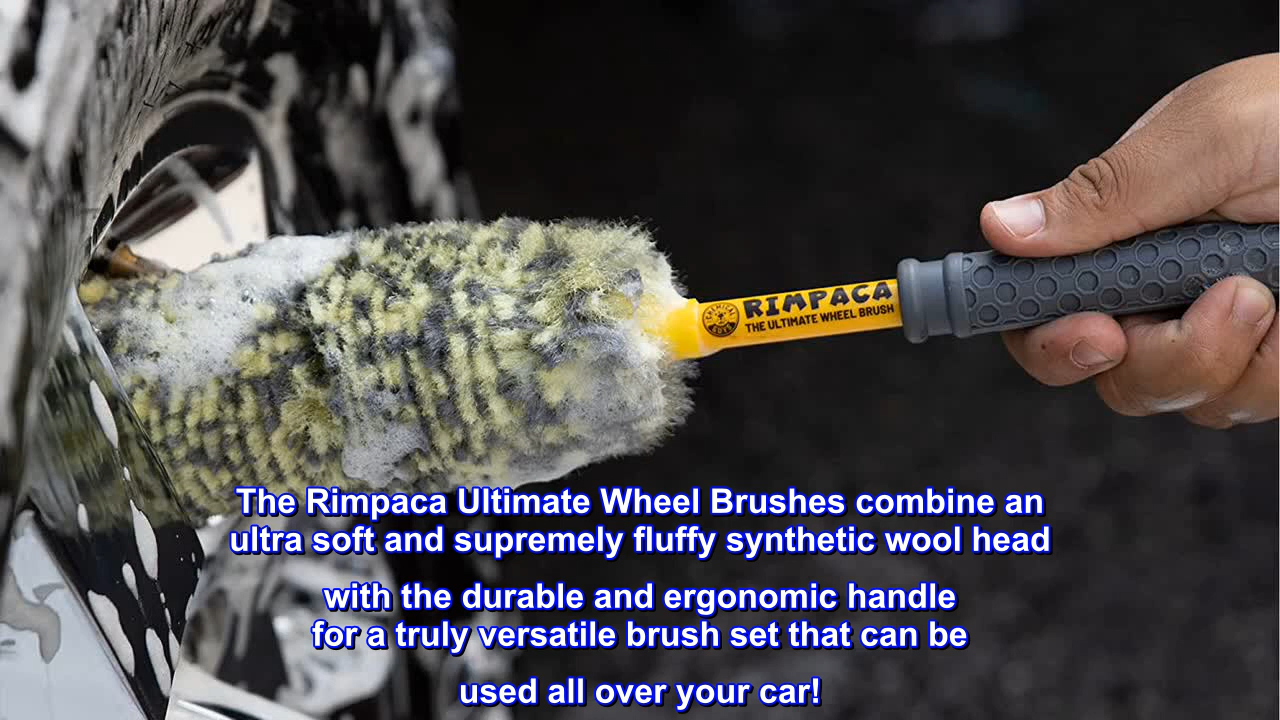 CHEMICAL GUYS
RIMPACA
THE ULTIMATE WHEEL BRUSH
The Rimpaca Ultimate Wheel Brushes combine an
ultra soft and supremely fluffy synthetic wool head
with the durable and ergonomic handle
for a truly versatile brush set that can be
used all over your car!